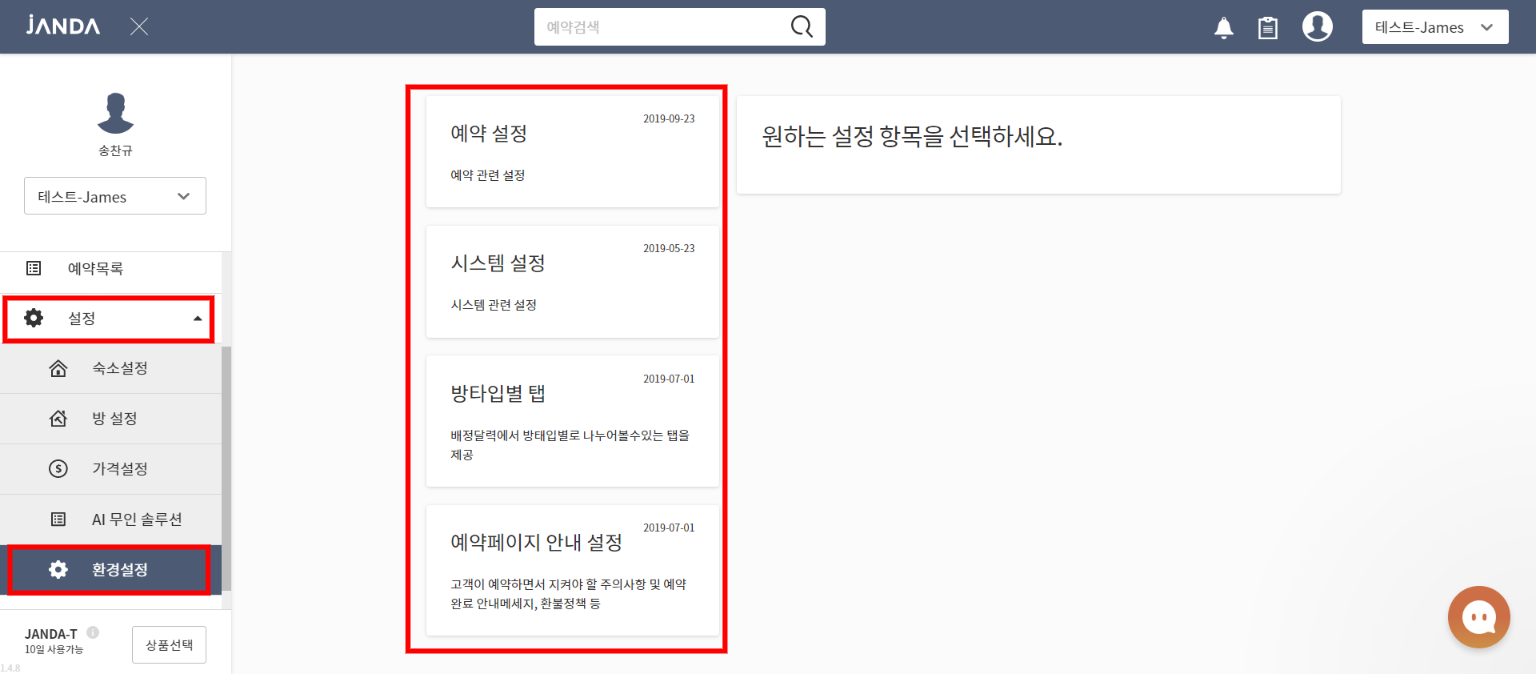 JANDA
예약검색
테스트-James
송찬규
테스트-James
예약목록
설정
숙소설정
방 설정
가격설정
AI 무인 솔루션
환경설정
JANDA-T
10일 사용가능
상품선택
1.4.8
2019-09-23
예약 설정
예약 관련 설정
2019-05-23
시스템 설정
시스템 관련 설정
2019-07-01
방타입별 탭
배정달력에서 방태입별로 나누어볼수있는 탭을
제공
2019-07-01
예약페이지 안내 설정
고객이 예약하면서 지켜야 할 주의사항 및 예약
완료 안내메세지, 환불정책 등
원하는 설정 항목을 선택하세요.